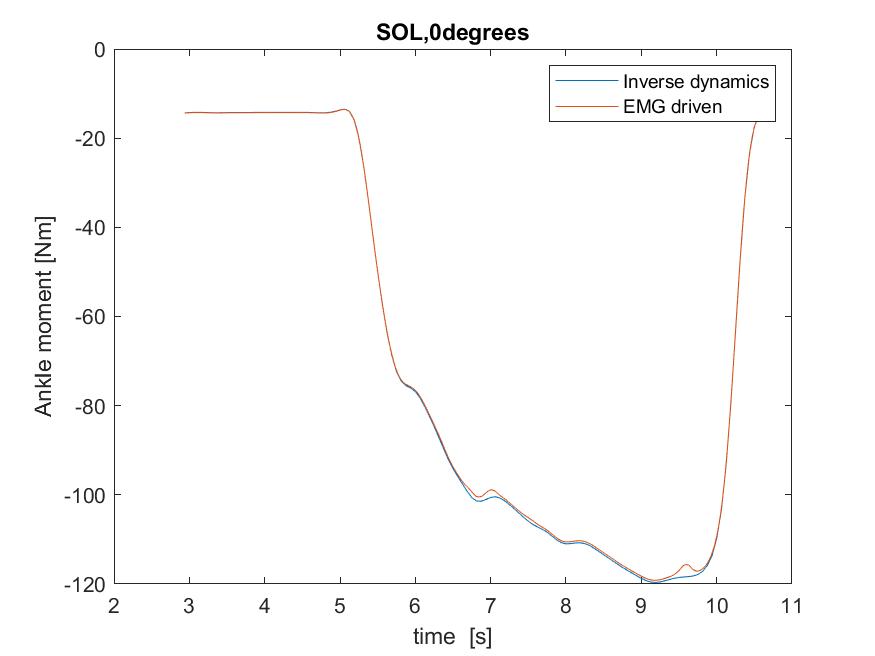 SOL,0degrees
0
-20
-40
-60
-80
-100
-120
Ankle moment [Nm]
Inverse dynamics
EMG driven
2 3 4 5 6 7 8 9 10 11
time [s]